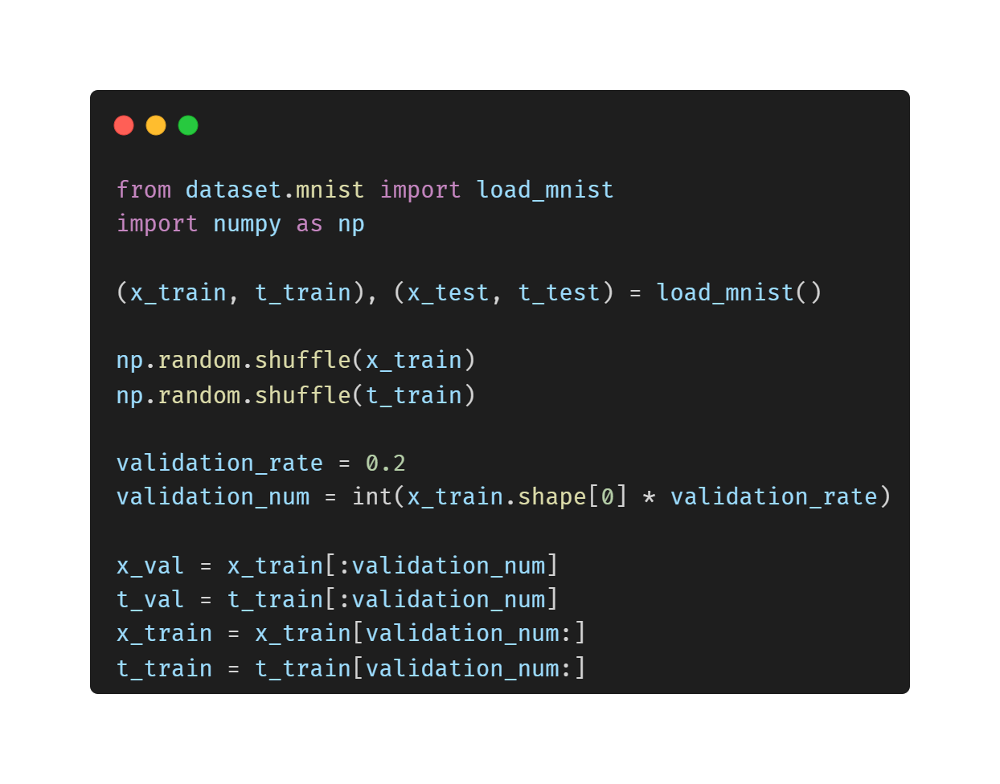 from dataset.mnist import load_mnist
import numpy as np
(x_train, t_train), (x_test, t_test) = load_mnist()
np.random.shuffle(x_train)
np.random.shuffle(t_train)
validation_rate = 0.2
validation_num = int(x_train.shape[0] * validation_rate)
x_val = x_train[:validation_num]
t_val = t_train[:validation_num]
x_train = x_train[validation_num:]
t_train = t_train[validation_num:]